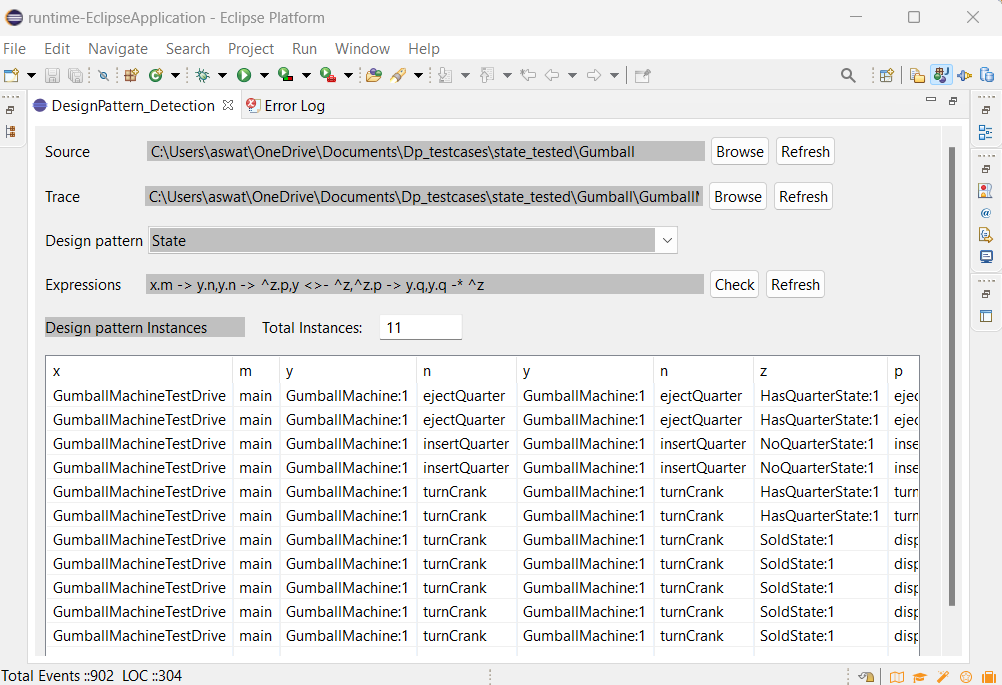 runtime-EclipseApplication - Eclipse Platform
File Edit Navigate Search Project Run Window Help
DesignPattern_Detection Error Log
Source C:\Users\aswat\OneDrive\Documents\Dp_testcases\state_tested\Gumball Browse Refresh
Trace C:\Users\aswat\OneDrive\Documents\Dp_testcases\state_tested\Gumball\Gumball Browse Refresh
Design pattern State
Expressions x.m -> y.n,y.n -> ^z.p,y <>- ^z,^z.p -> y.q,y.q -* ^z Check Refresh
Design pattern Instances Total Instances: 11
x m y n y n z p
GumballMachineTestDrive main GumballMachine:1 ejectQuarter GumballMachine:1 ejectQuarter HasQuarterState:1 ejec
GumballMachineTestDrive main GumballMachine:1 ejectQuarter GumballMachine:1 ejectQuarter HasQuarterState:1 ejec
GumballMachineTestDrive main GumballMachine:1 insertQuarter GumballMachine:1 insertQuarter NoQuarterState:1 inse
GumballMachineTestDrive main GumballMachine:1 insertQuarter GumballMachine:1 insertQuarter NoQuarterState:1 inse
GumballMachineTestDrive main GumballMachine:1 turnCrank GumballMachine:1 turnCrank HasQuarterState:1 turn
GumballMachineTestDrive main GumballMachine:1 turnCrank GumballMachine:1 turnCrank HasQuarterState:1 turn
GumballMachineTestDrive main GumballMachine:1 turnCrank GumballMachine:1 turnCrank SoldState:1 disp
GumballMachineTestDrive main GumballMachine:1 turnCrank GumballMachine:1 turnCrank SoldState:1 disp
GumballMachineTestDrive main GumballMachine:1 turnCrank GumballMachine:1 turnCrank SoldState:1 disp
GumballMachineTestDrive main GumballMachine:1 turnCrank GumballMachine:1 turnCrank SoldState:1 disp
GumballMachineTestDrive main GumballMachine:1 turnCrank GumballMachine:1 turnCrank SoldState:1 disp
Total Events ::902 LOC ::304